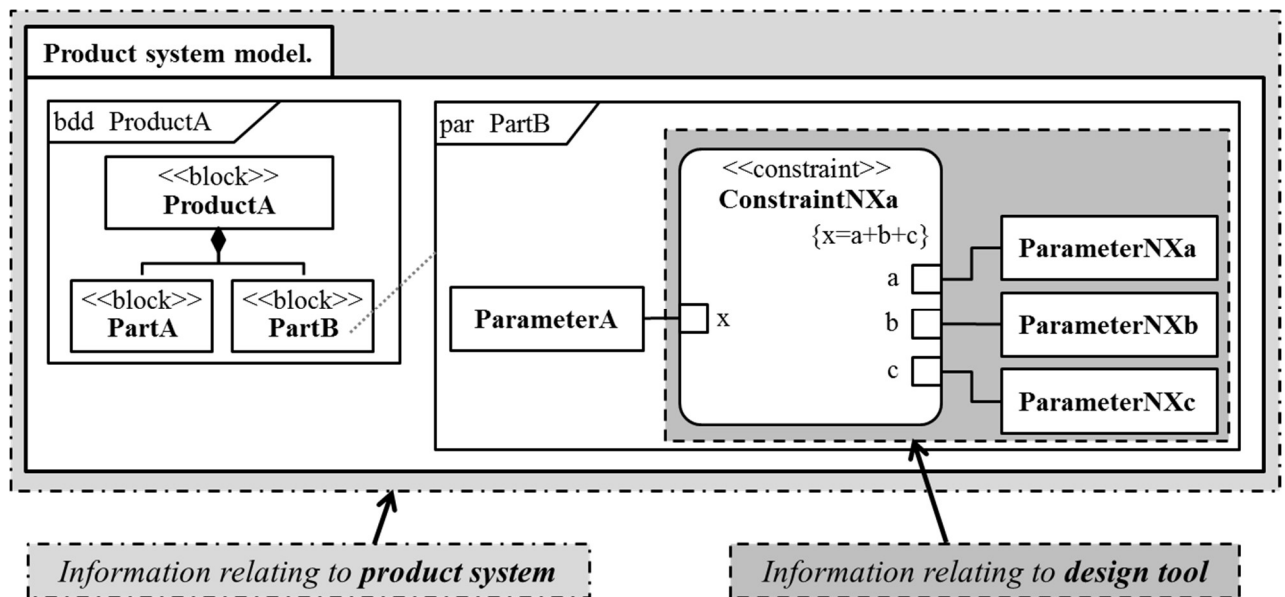 Product system model.
bdd ProductA
<<block>>
ProductA
<<block>>
PartA
<<block>>
PartB
par PartB
ParameterA
<<constraint>>
ConstraintNXa
{x=a+b+c}
x
a
b
c
ParameterNXa
ParameterNXb
ParameterNXc
Information relating to product system
Information relating to design tool